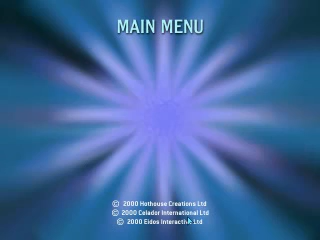 MAIN MENU
© 2000 Hothouse Creations Ltd
© 2000 Celador International Ltd
© 2000 Eidos Interactive Ltd